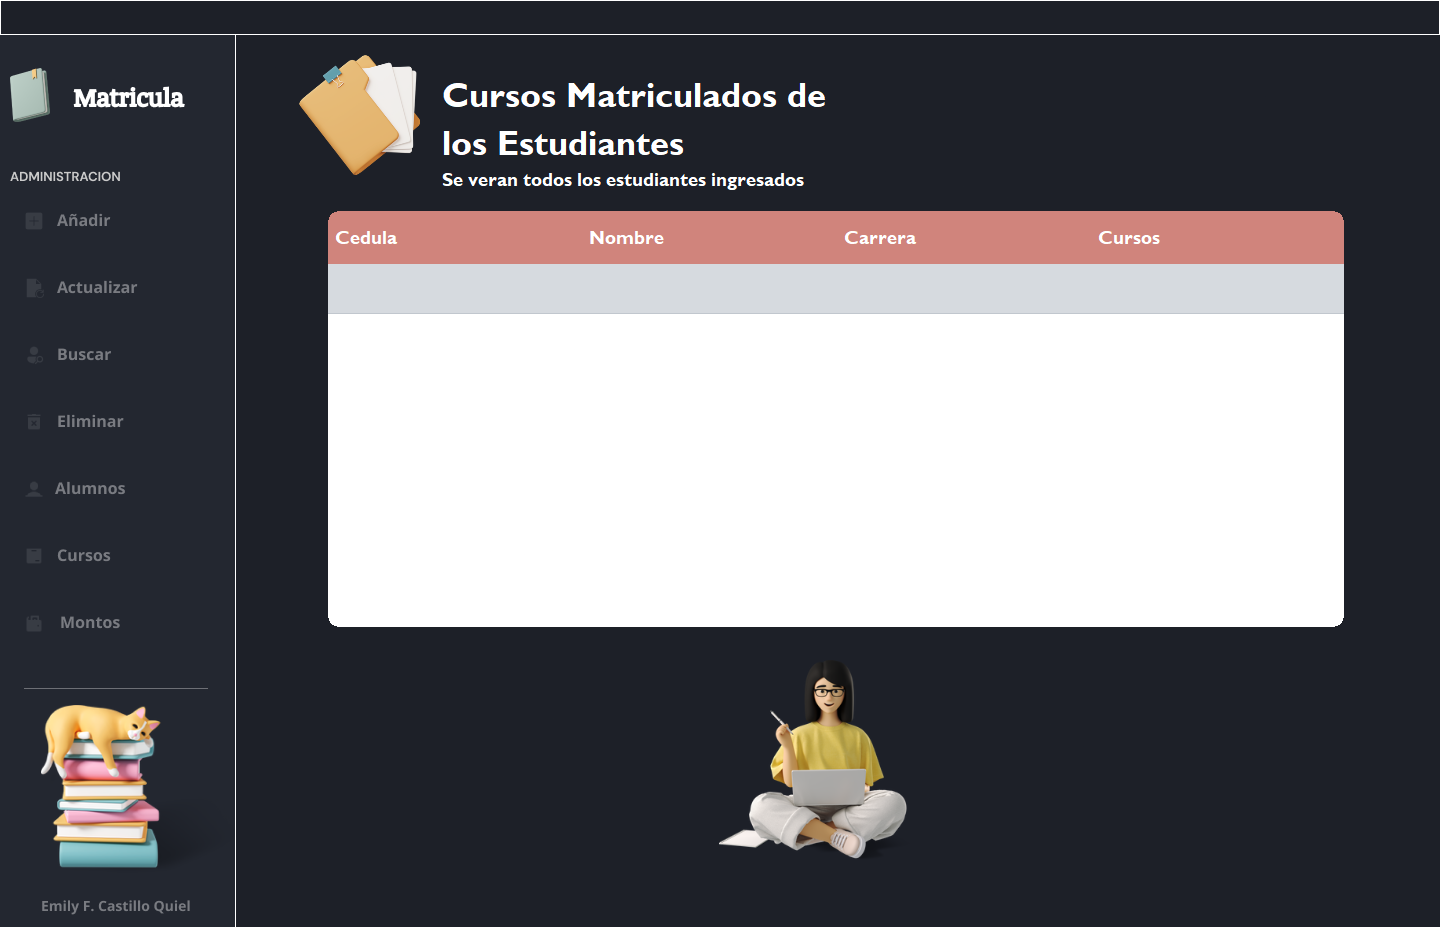 Matricula
ADMINISTRACION
Añadir
Actualizar
Buscar
Eliminar
Alumnos
Cursos
Montos
Emily F. Castillo Quiel
Cursos Matriculados de
los Estudiantes
Se veran todos los estudiantes ingresados
Cedula Nombre Carrera Cursos